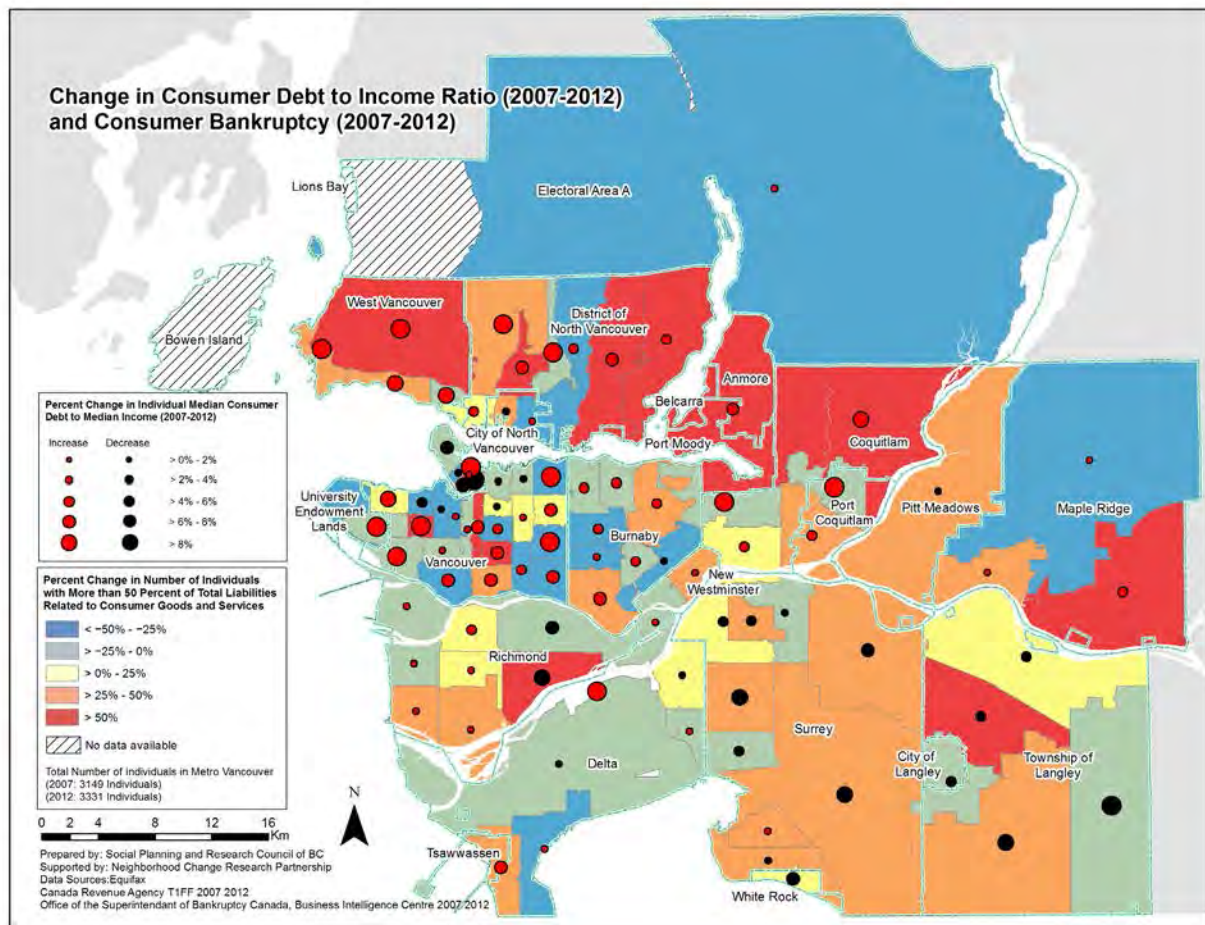 Change in Consumer Debt to Income Ratio (2007-2012)
and Consumer Bankruptcy (2007-2012)
Lions Bay
Electoral Area A
Bowen Island
West Vancouver
District of
North Vancouver
Anmore
Belcarra
Port Moody
Coquitlam
City of North
Vancouver
University
Endowment
Lands
Vancouver
Burnaby
Port
Coquitlam
Pitt Meadows
Maple Ridge
New
Westminster
Richmond
Surrey
Delta
City of
Langley
Township of
Langley
Tsawwassen
White Rock
Percent Change in Individual Median Consumer
Debt to Median Income (2007-2012)
Increase Decrease
> 0% - 2%
> 2% - 4%
> 4% - 6%
> 6% - 8%
> 8%
Percent Change in Number of Individuals
with More than 50 Percent of Total Liabilities
Related to Consumer Goods and Services
< −50% - −25%
> −25% - 0%
> 0% - 25%
> 25% - 50%
> 50%
No data available
Total Number of individuals in Metro Vancouver
(2007: 3149 Individuals)
(2012: 3331 Individuals)
N
0 2 4 8 12 16
Km
Prepared by: Social Planning and Research Council of BC
Supported by: Neighborhood Change Research Partnership
Data Sources:Equifax
Canada Revenue Agency T1FF 2007 2012
Office of the Superintendant of Bankruptcy Canada, Business Intelligence Centre 2007 2012